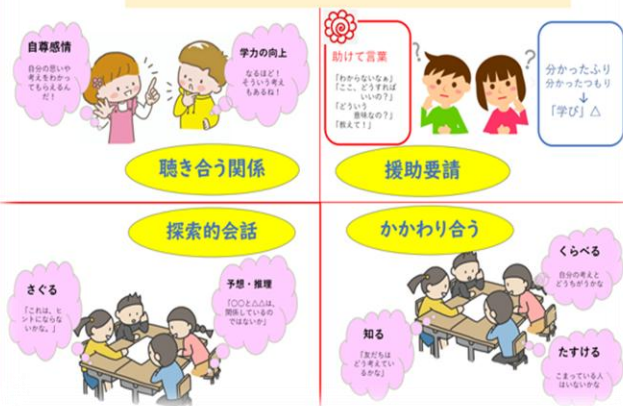 自尊感情
自分の思いや
考えをわかっ
てもらえるん
だ!
学力の向上
なるほど!
そういう考え
もあるね!
聴き合う関係
助けて言葉
「わからないなぁ」
「ここ、どうすれば
いいの?」
「どういう
意味なの?」
「教えて!」
分かったふり
分かったつもり
↓
「学び」△
援助要請
探索的会話
さぐる
「これは、ヒ
ントにならな
いかな。」
予想・推理
「〇〇と△△は、
関係しているの
ではないか」
かかわり合う
くらべる
自分の考えと
どうちがうかな
知る
「友だちは
どう考えてい
るかな」
たすける
こまっている人
はいないかな